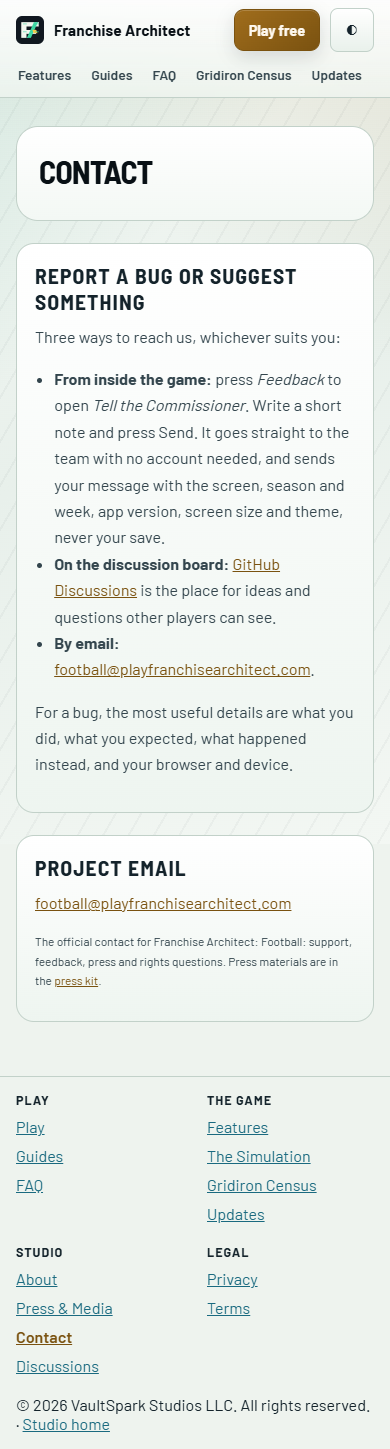 Franchise Architect
Play free
Features Guides FAQ Gridiron Census Updates
CONTACT
REPORT A BUG OR SUGGEST
SOMETHING
Three ways to reach us, whichever suits you:
• From inside the game: press Feedback to
open Tell the Commissioner. Write a short
note and press Send. It goes straight to the
team with no account needed, and sends
your message with the screen, season and
week, app version, screen size and theme,
never your save.
• On the discussion board: GitHub
Discussions is the place for ideas and
questions other players can see.
• By email:
football@playfranchisearchitect.com.
For a bug, the most useful details are what you
did, what you expected, what happened
instead, and your browser and device.
PROJECT EMAIL
football@playfranchisearchitect.com
The official contact for Franchise Architect: Football: support,
feedback, press and rights questions. Press materials are in
the press kit.
PLAY
Play
Guides
FAQ
THE GAME
Features
The Simulation
Gridiron Census
Updates
STUDIO
About
Press & Media
Contact
Discussions
LEGAL
Privacy
Terms
© 2026 VaultSpark Studios LLC. All rights reserved.
· Studio home